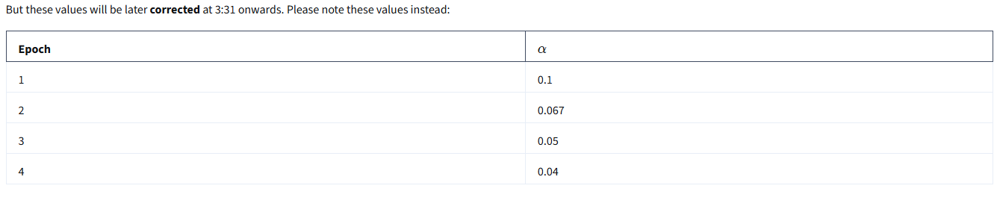 But these values will be later corrected at 3:31 onwards. Please note these values instead:
Epoch α
1 0.1
2 0.067
3 0.05
4 0.04